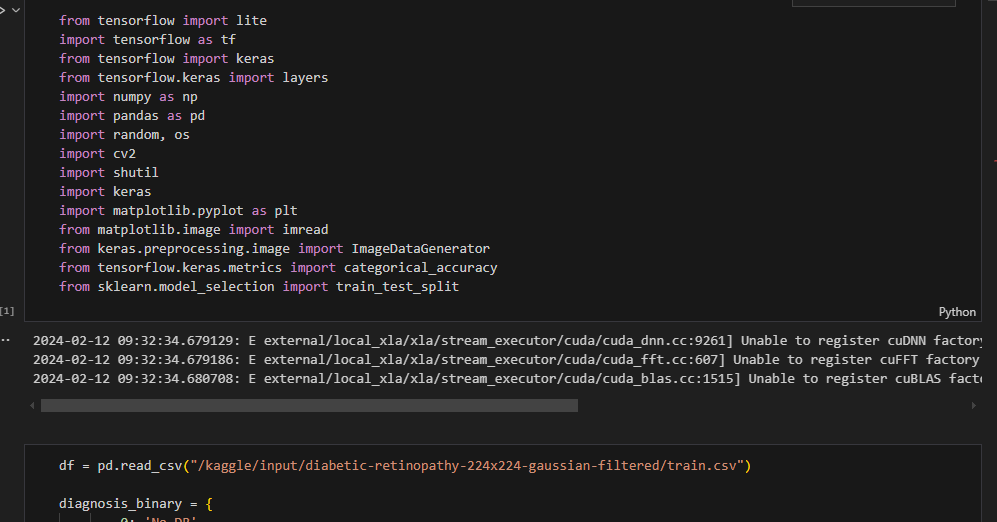 from tensorflow import lite
import tensorflow as tf
from tensorflow import keras
from tensorflow.keras import layers
import numpy as np
import pandas as pd
import random, os
import cv2
import shutil
import keras
import matplotlib.pyplot as plt
from matplotlib.image import imread
from keras.preprocessing.image import ImageDataGenerator
from tensorflow.keras.metrics import categorical_accuracy
from sklearn.model_selection import train_test_split
[1]
Python
2024-02-12 09:32:34.679129: E external/local_xla/xla/stream_executor/cuda/cuda_dnn.cc:9261] Unable to register cuDNN factory
2024-02-12 09:32:34.679186: E external/local_xla/xla/stream_executor/cuda/cuda_fft.cc:607] Unable to register cuFFT factory
2024-02-12 09:32:34.680708: E external/local_xla/xla/stream_executor/cuda/cuda_blas.cc:1515] Unable to register cuBLAS facto
df = pd.read_csv("/kaggle/input/diabetic-retinopathy-224x224-gaussian-filtered/train.csv")
diagnosis_binary = {
0: 'No_DR'